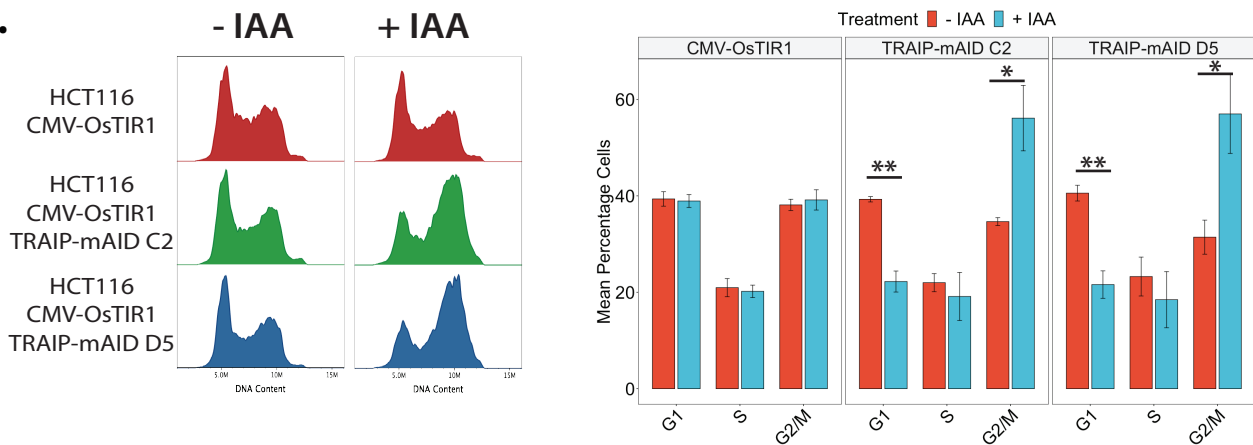 - IAA
+ IAA
HCT116
CMV-OsTIR1
HCT116
CMV-OsTIR1
TRAIP-mAID C2
HCT116
CMV-OsTIR1
TRAIP-mAID D5
5.0M 10M 15M
5.0M 10M 15M
DNA Content
DNA Content
Treatment - IAA + IAA
CMV-OsTIR1
TRAIP-mAID C2
TRAIP-mAID D5
Mean Percentage Cells
60
40
20
0
**
*
**
*
G1 S G2/M
G1 S G2/M
G1 S G2/M